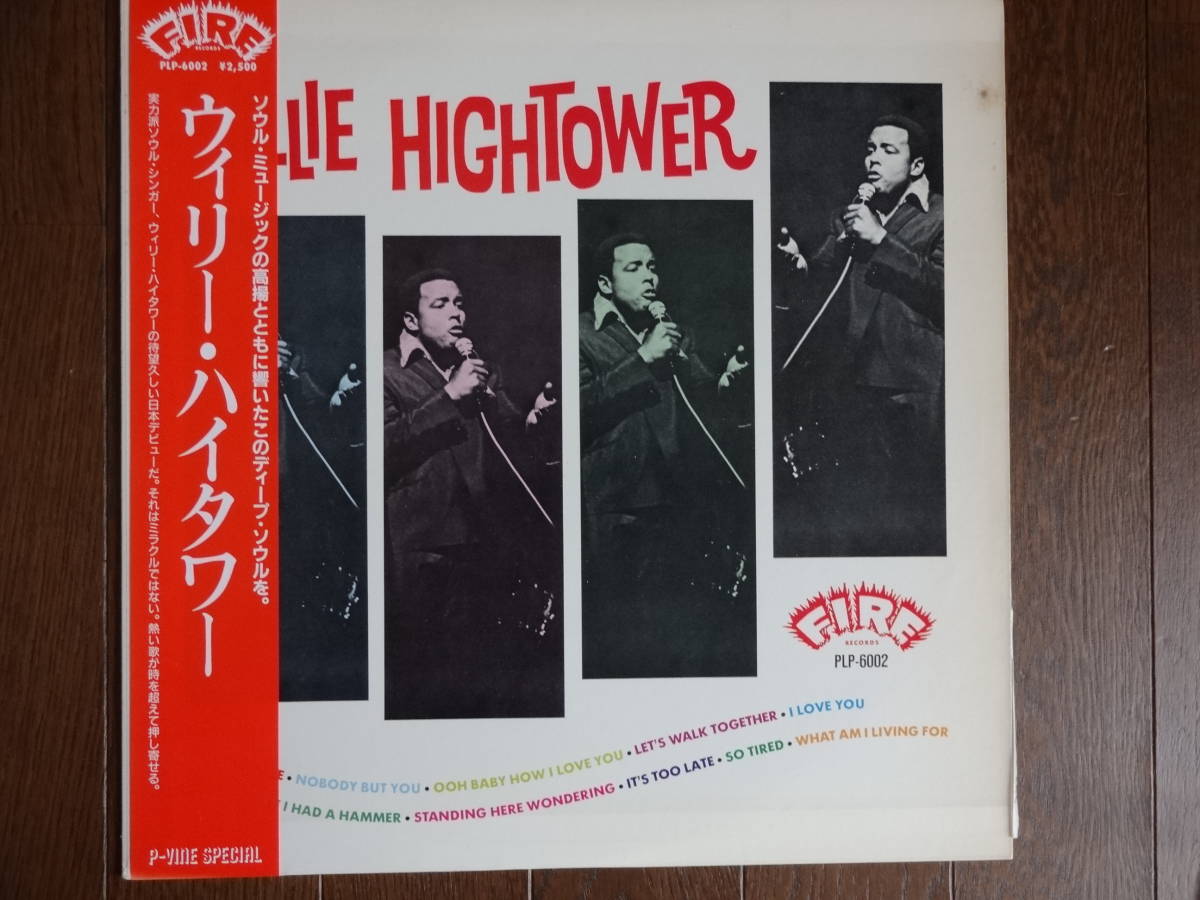 FIRE
RECORDS
PLP-6002 ¥2,500
ソウル・ミュージックの高揚とともに響いたこのディープ・ソウルを。
ウィリー・ハイタワー
実力派ソウル・シンガー、ウィリー・ハイタワーの待望久しい日本デビューだ。それはミラクルではない。熱い歌が時を超えて押し寄せる。
P-VINE SPECIAL
LLIE HIGHTOWER
FIRE
RECORDS
PLP-6002
E • NOBODY BUT YOU • OOH BABY HOW I LOVE YOU • LET'S WALK TOGETHER • I LOVE YOU
I HAD A HAMMER • STANDING HERE WONDERING • IT'S TOO LATE • SO TIRED • WHAT AM I LIVING FOR